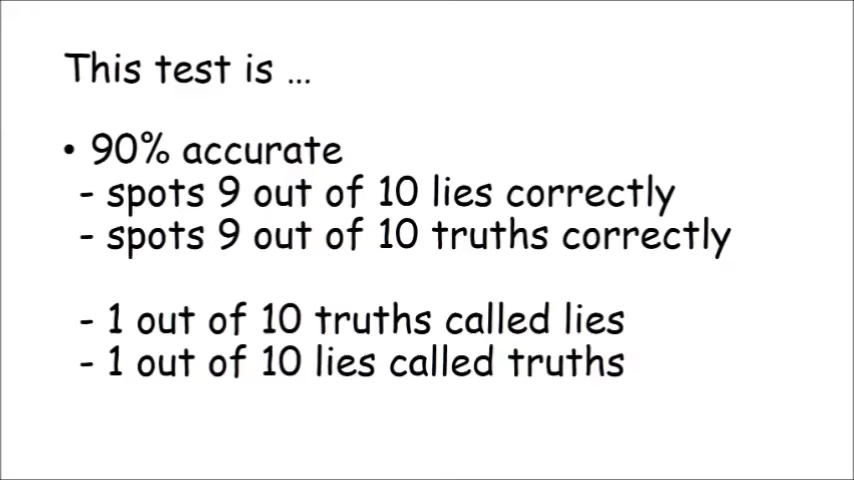 This test is ...
• 90% accurate
- spots 9 out of 10 lies correctly
- spots 9 out of 10 truths correctly
- 1 out of 10 truths called lies
- 1 out of 10 lies called truths